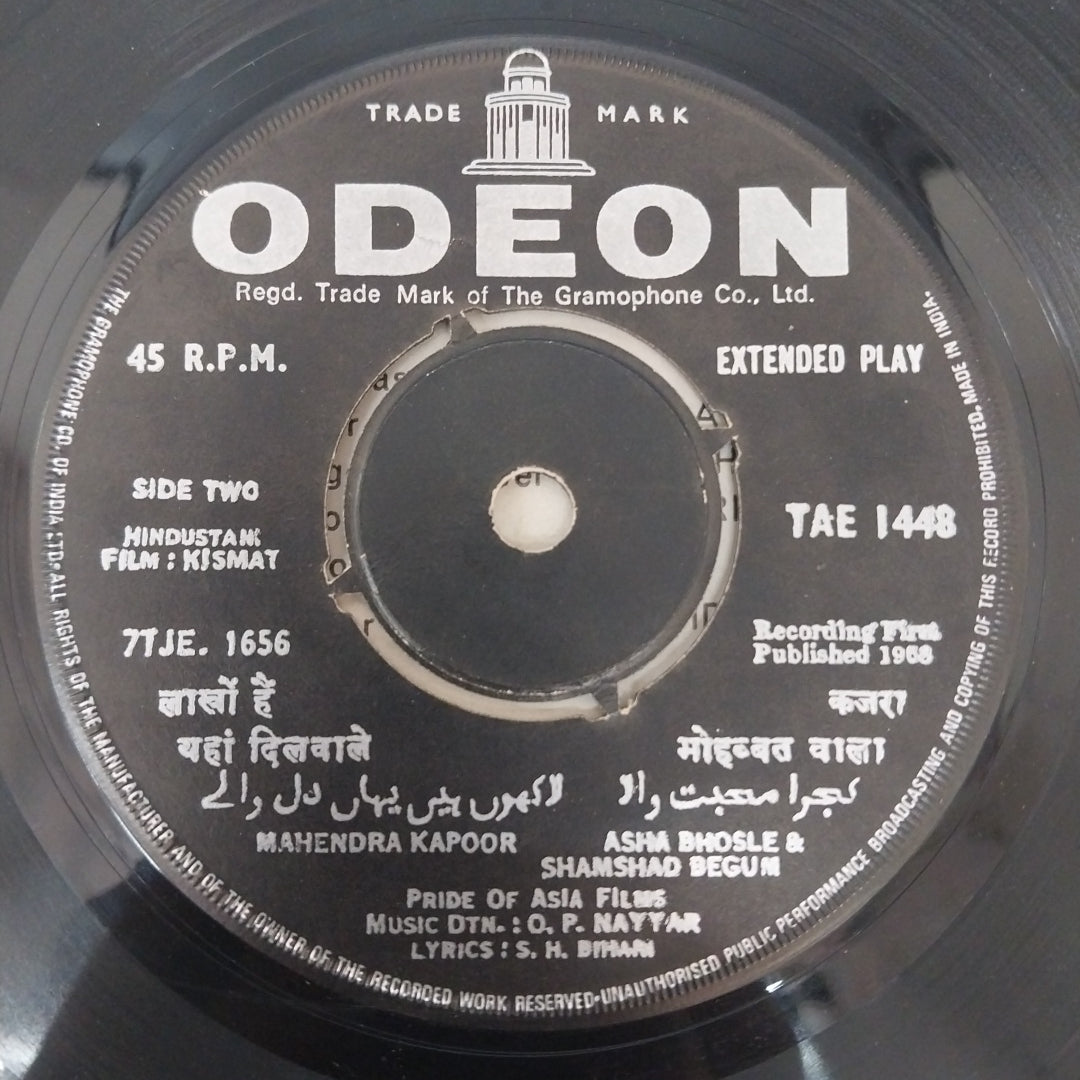 TRADE MARK
ODEON
Regd. Trade Mark of The Gramophone Co., Ltd.
45 R.P.M.
EXTENDED PLAY
SIDE TWO
TAE 1448
HINDUSTANI
FILM : KISMAT
7TJE. 1656
Recording First
Published 1968
लाखों हैं
यहां दिलवाले
कजरा
मोहब्बत वाला
لاکھوں ہیں یہاں دل والے
کجرا محبت والا
MAHENDRA KAPOOR
ASHA BHOSLE &
SHAMSHAD BEGUM
PRIDE OF ASIA FILMS
MUSIC DTN. : O. P. NAYYAR
LYRICS : S. H. BIHARI
THE GRAMOPHONE CO. OF INDIA LTD. ALL RIGHTS OF THE MANUFACTURER AND OF THE OWNER OF THE RECORDED WORK RESERVED-UNAUTHORISED PUBLIC PERFORMANCE BROADCASTING AND COPYING OF THIS RECORD PROHIBITED. MADE IN INDIA.